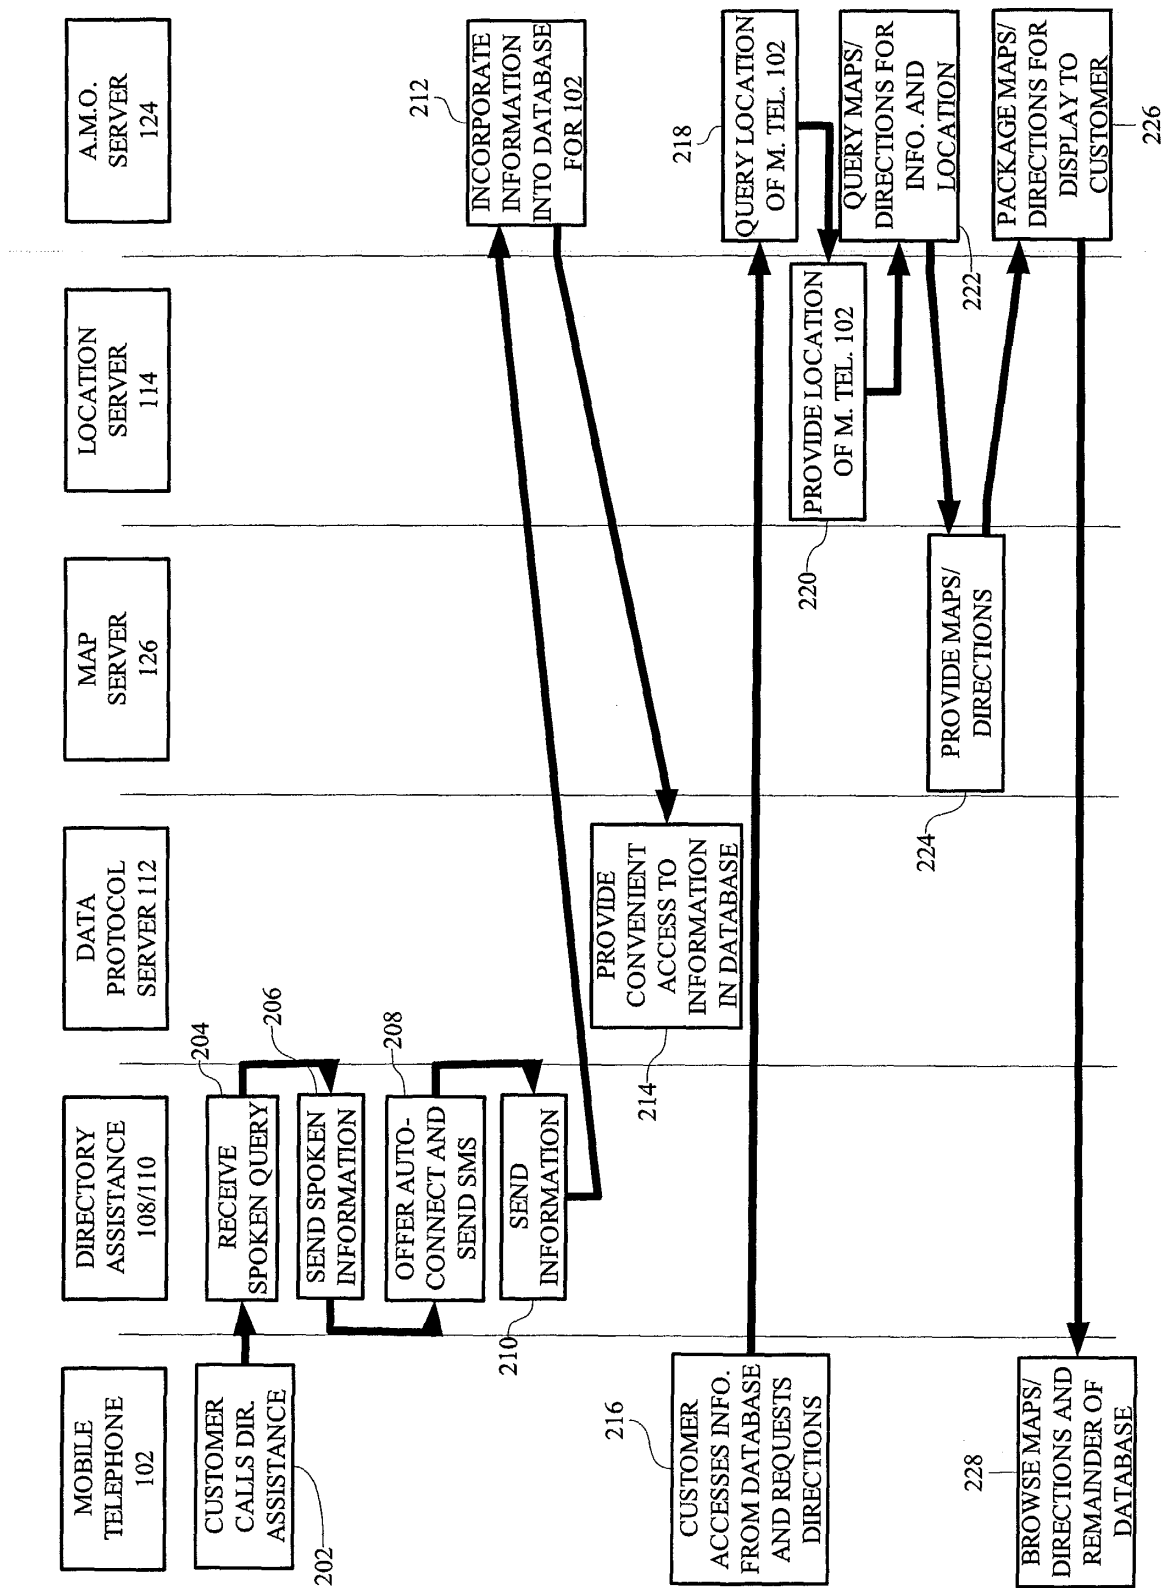 MOBILE
TELEPHONE
102
DIRECTORY
ASSISTANCE
108/110
DATA
PROTOCOL
SERVER 112
MAP
SERVER
126
LOCATION
SERVER
114
A.M.O.
SERVER
124
CUSTOMER
CALLS DIR.
ASSISTANCE
202
RECEIVE
SPOKEN QUERY
204
SEND SPOKEN
INFORMATION
206
OFFER AUTO-
CONNECT AND
SEND SMS
208
SEND
INFORMATION
210
INCORPORATE
INFORMATION
INTO DATABASE
FOR 102
212
PROVIDE
CONVENIENT
ACCESS TO
INFORMATION
IN DATABASE
214
CUSTOMER
ACCESSES INFO.
FROM DATABASE
AND REQUESTS
DIRECTIONS
216
QUERY LOCATION
OF M. TEL. 102
218
PROVIDE LOCATION
OF M. TEL. 102
220
QUERY MAPS/
DIRECTIONS FOR
INFO. AND
LOCATION
222
PROVIDE MAPS/
DIRECTIONS
224
PACKAGE MAPS/
DIRECTIONS FOR
DISPLAY TO
CUSTOMER
226
BROWSE MAPS/
DIRECTIONS AND
REMAINDER OF
DATABASE
228